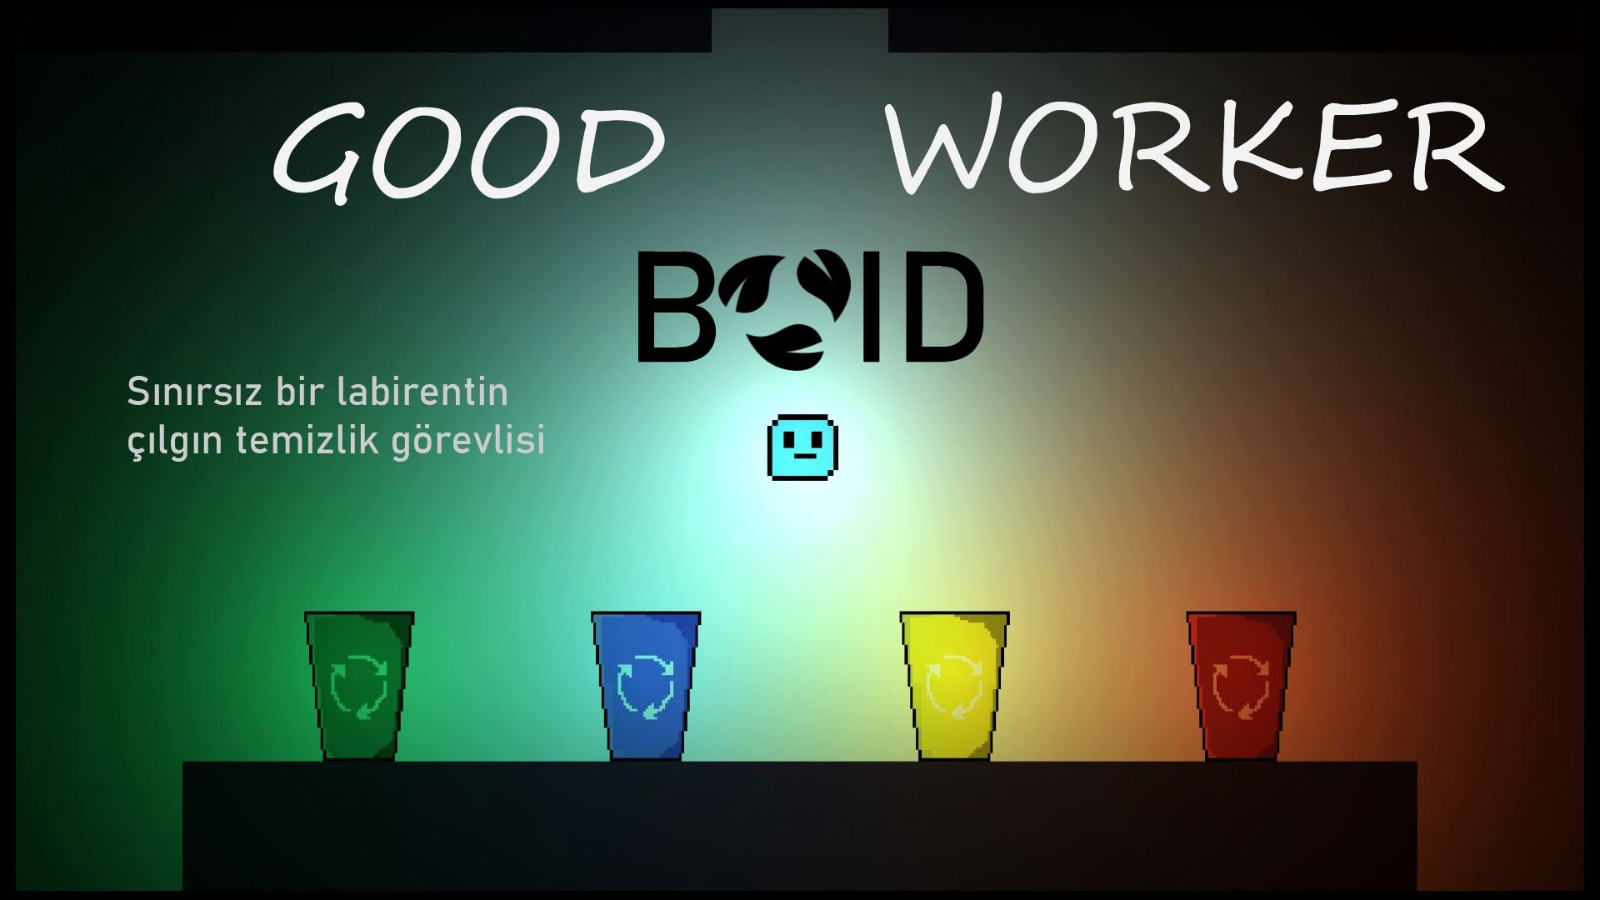 GOOD WORKER
BOID
Sınırsız bir labirentin
çılgın temizlik görevlisi